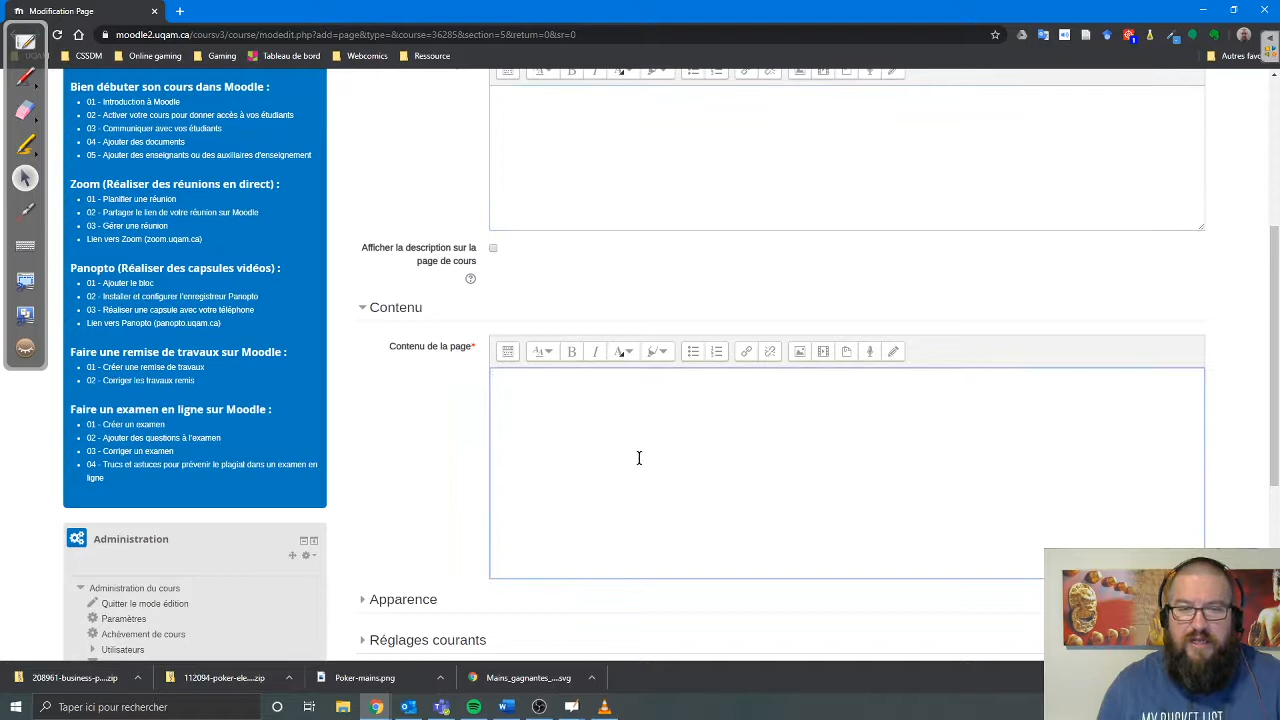 Modification Page
moodle2.uqam.ca/coursv3/course/modedit.php?add=page&type=&course=36285&section=5&return=0&sr=0
CSSDM
Online gaming
Gaming
Tableau de bord
Webcomics
Ressource
Autres favo
Bien débuter son cours dans Moodle :
01 - Introduction à Moodle
02 - Activer votre cours pour donner accès à vos étudiants
03 - Communiquer avec vos étudiants
04 - Ajouter des documents
05 - Ajouter des enseignants ou des auxiliaires d'enseignement
Zoom (Réaliser des réunions en direct) :
01 - Planifier une réunion
02 - Partager le lien de votre réunion sur Moodle
03 - Gérer une réunion
Lien vers Zoom (zoom.uqam.ca)
Panopto (Réaliser des capsules vidéos) :
01 - Ajouter le bloc
02 - Installer et configurer l'enregistreur Panopto
03 - Réaliser une capsule avec votre téléphone
Lien vers Panopto (panopto.uqam.ca)
Faire une remise de travaux sur Moodle :
01 - Créer une remise de travaux
02 - Corriger les travaux remis
Faire un examen en ligne sur Moodle :
01 - Créer un examen
02 - Ajouter des questions à l'examen
03 - Corriger un examen
04 - Trucs et astuces pour prévenir le plagiat dans un examen en
ligne
Administration
Administration du cours
Quitter le mode édition
Paramètres
Achèvement de cours
Utilisateurs
Afficher la description sur la
page de cours
Contenu
Contenu de la page*
Apparence
Réglages courants
208961-business-p....zip
112094-poker-ele....zip
Poker-mains.png
Mains_gagnantes_....svg
Taper ici pour rechercher
MY BUCKET LIST